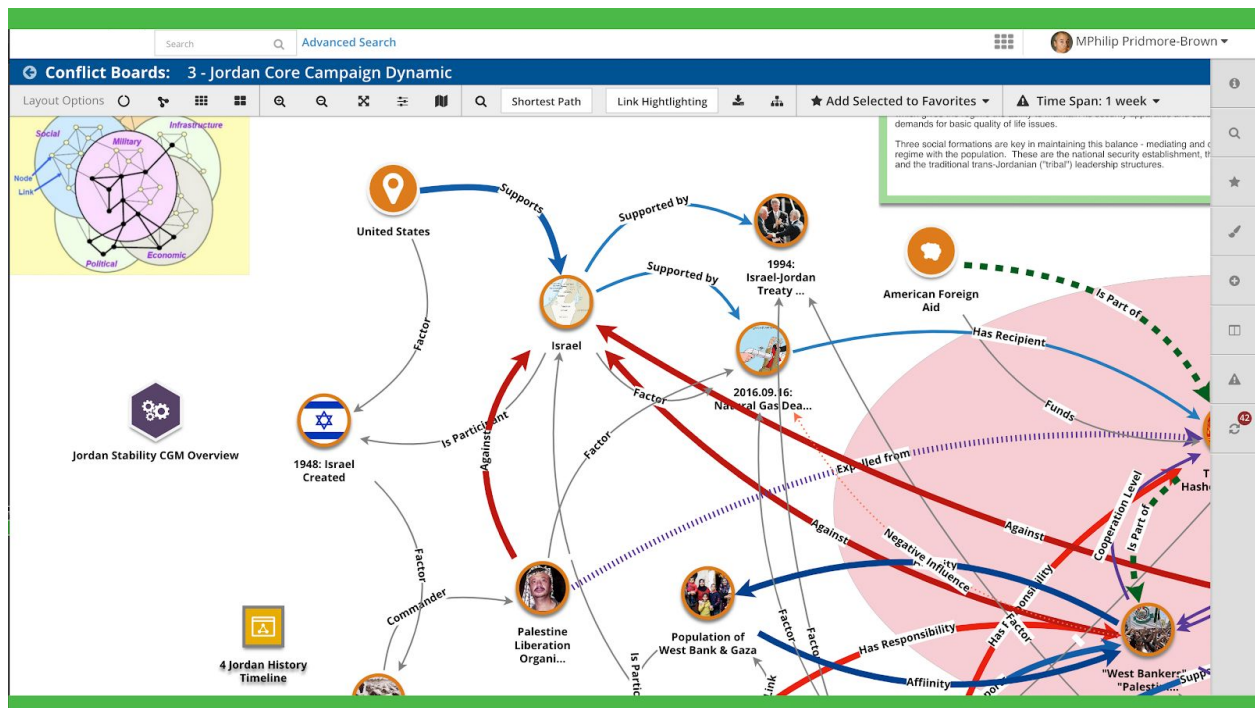 Search
Advanced Search
MPhilip Pridmore-Brown
Conflict Boards: 3 - Jordan Core Campaign Dynamic
Layout Options
Shortest Path
Link Hightlighting
Add Selected to Favorites
Time Span: 1 week
Social
Infrastructure
Military
Node
Link
Political
Economic
demands for basic quality of life issues.
Three social formations are key in maintaining this balance - mediating and
regime with the population. These are the national security establishment,
and the traditional trans-Jordanian ("tribal") leadership structures.
42
United States
Supports
Supported by
1994:
Israel-Jordan
Treaty ...
Supported by
American Foreign
Aid
Is Part of
Israel
Has Recipient
Factor
2016.09.16:
Natural Gas Dea...
Factor
Funds
Is Participant
Against
Factor
Jordan Stability CGM Overview
1948: Israel
Created
Expelled from
Cooperation Level
Is Part of
Against
Against
Negative Influence
Factor
Commander
Palestine
Liberation
Organi...
Population of
West Bank & Gaza
Factor
Factor
Factor
Has Responsibility
4 Jordan History
Timeline
Affiinity
"West Bankers"